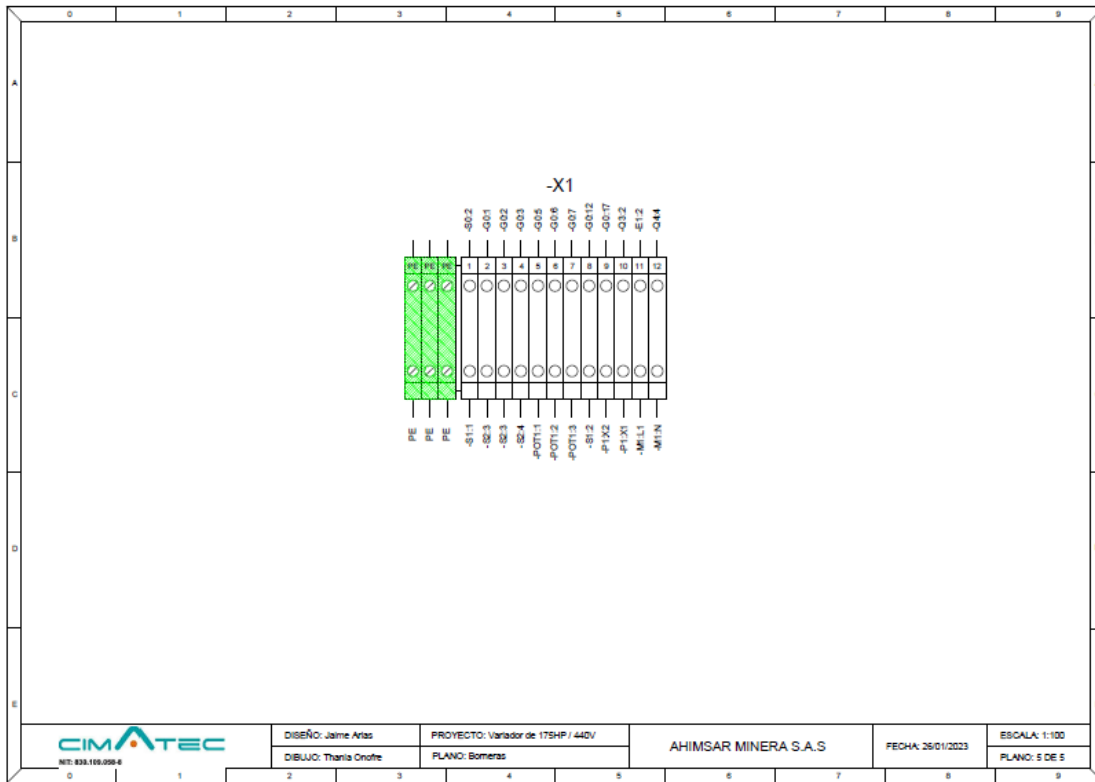 0 1 2 3 4 5 6 7 8 9
A
B
C
D
E
-X1
-S0:2 -G0:1 -G0:2 -G0:3 -G0:5 -G0:6 -G0:7 -G0:12 -G0:17 -Q3:2 -E1:2 -Q4:4
PE PE PE 1 2 3 4 5 6 7 8 9 10 11 12
PE PE PE -S1:1 -S2:3 -S2:3 -S2:4 -POT1:1 -POT1:2 -POT1:3 -S1:2 -P1:X2 -P1:X1 -M1:L1 -M1:N
CIMATEC
DISEÑO: Jaime Arias
DIBUJO: Thania Onofre
PROYECTO: Variador de 175HP / 440V
PLANO: Borneras
AHIMSAR MINERA S.A.S
FECHA: 26/01/2023
ESCALA: 1:100
PLANO: 5 DE 5
0 1 2 3 4 5 6 7 8 9